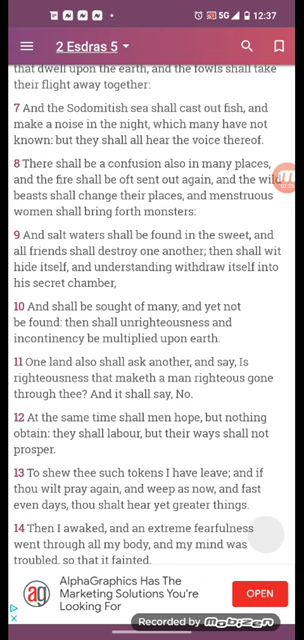 5G 12:37
2 Esdras 5
that dwell upon the earth, and the fowls shall take
their flight away together:
7 And the Sodomitish sea shall cast out fish, and
make a noise in the night, which many have not
known: but they shall all hear the voice thereof.
8 There shall be a confusion also in many places,
and the fire shall be oft sent out again, and the wild
beasts shall change their places, and menstruous
women shall bring forth monsters:
9 And salt waters shall be found in the sweet, and
all friends shall destroy one another; then shall wit
hide itself, and understanding withdraw itself into
his secret chamber,
10 And shall be sought of many, and yet not
be found: then shall unrighteousness and
incontinency be multiplied upon earth.
11 One land also shall ask another, and say, Is
righteousness that maketh a man righteous gone
through thee? And it shall say, No.
12 At the same time shall men hope, but nothing
obtain: they shall labour, but their ways shall not
prosper.
13 To shew thee such tokens I have leave; and if
thou wilt pray again, and weep as now, and fast
even days, thou shalt hear yet greater things.
14 Then I awaked, and an extreme fearfulness
went through all my body, and my mind was
troubled, so that it fainted.
ag
AlphaGraphics Has The
Marketing Solutions You're
Looking For
OPEN
Recorded by mobizen